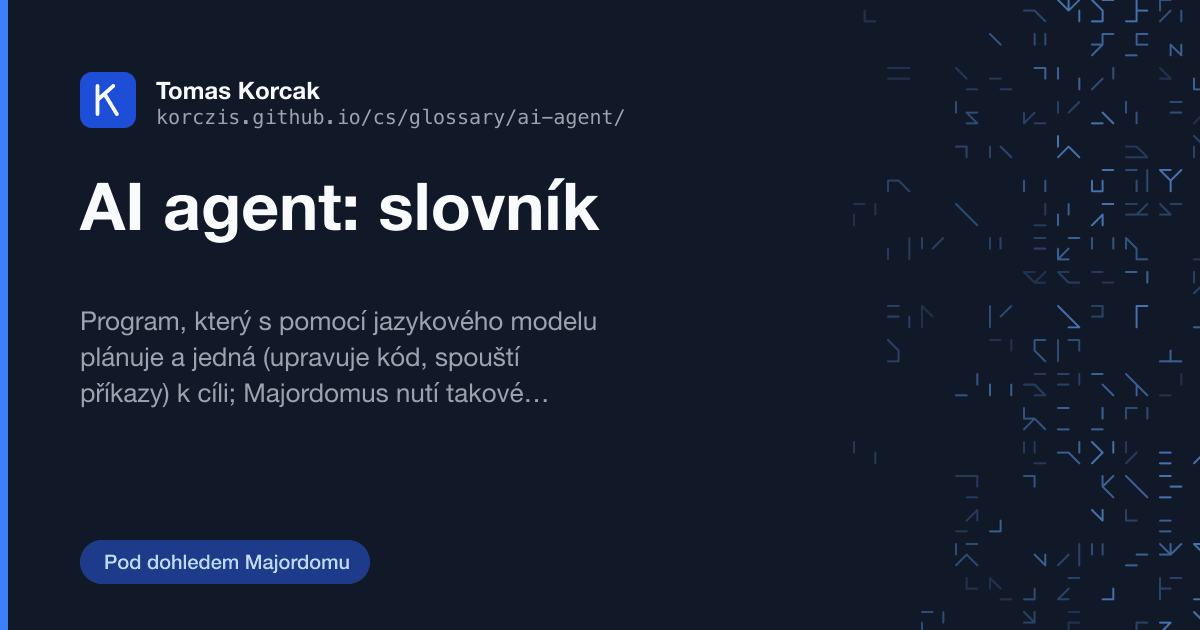 Tomas Korcak
korczis.github.io/cs/glossary/ai-agent/
AI agent: slovník
Program, který s pomocí jazykového modelu
plánuje a jedná (upravuje kód, spouští
příkazy) k cíli; Majordomus nutí takové…
Pod dohledem Majordomu